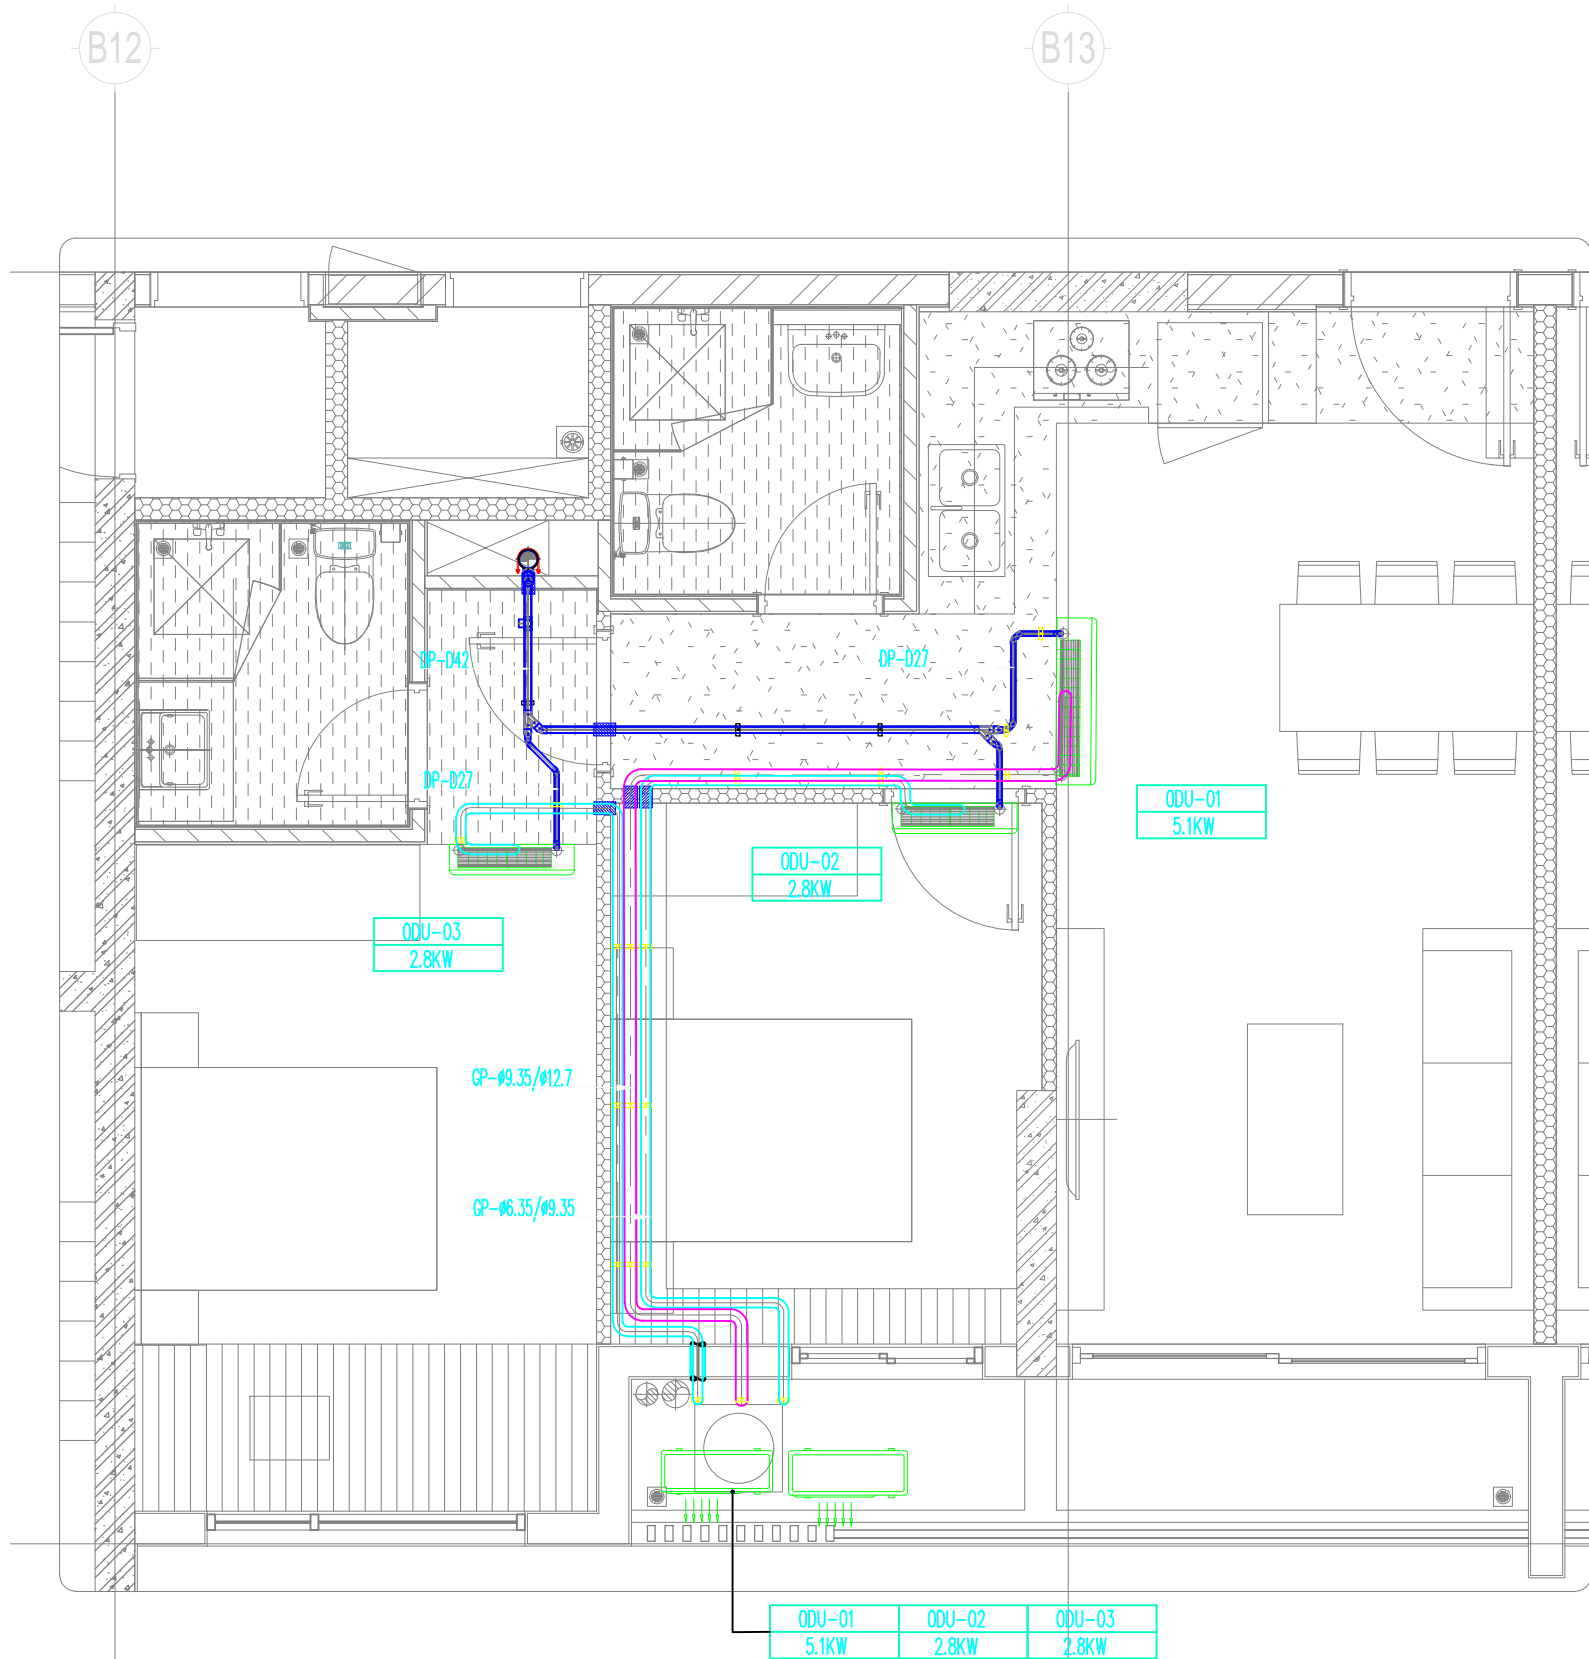 B12
B13
DP-D42
DP-D27
DP-D27
ODU-01
5.1KW
ODU-02
2.8KW
ODU-03
2.8KW
GP-ø9.35/ø12.7
GP-ø6.35/ø9.35
ODU-01 ODU-02 ODU-03
5.1KW 2.8KW 2.8KW